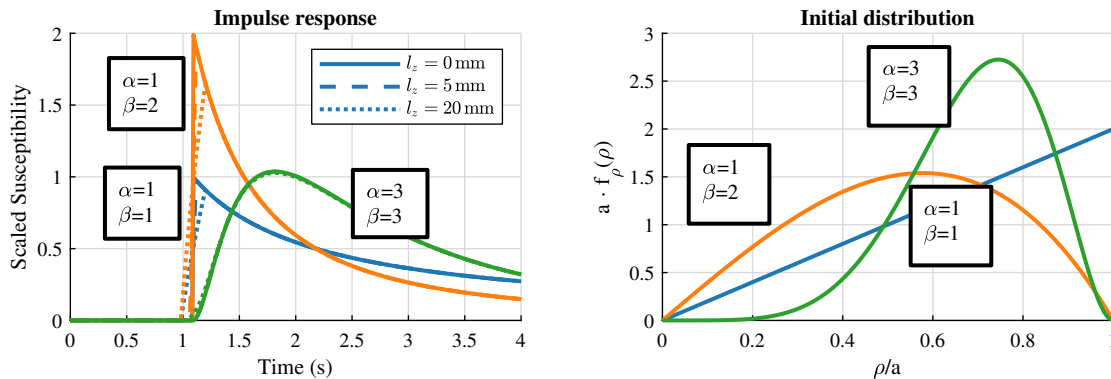 Impulse response
Scaled Susceptibility
2
1.5
1
0.5
0
0 0.5 1 1.5 2 2.5 3 3.5 4
Time (s)
α=1
β=2
α=1
β=1
α=3
β=3
l_z = 0 mm
l_z = 5 mm
l_z = 20 mm
Initial distribution
a · f_ρ(ρ)
3
2.5
2
1.5
1
0.5
0
0 0.2 0.4 0.6 0.8
ρ/a
α=3
β=3
α=1
β=2
α=1
β=1